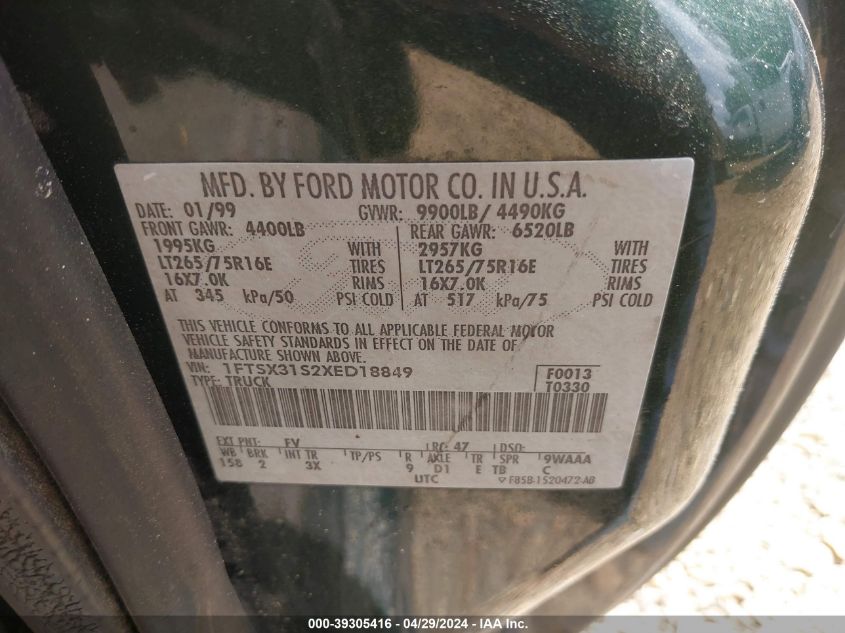 MFD. BY FORD MOTOR CO. IN U.S.A.
DATE: 01/99 GVWR: 9900LB/ 4490KG
FRONT GAWR: 4400LB REAR GAWR: 6520LB
1995KG WITH 2957KG WITH
LT265/75R16E TIRES LT265/75R16E TIRES
16X7.0K RIMS 16X7.0K RIMS
AT 345 kPa/50 PSI COLD AT 517 kPa/75 PSI COLD
THIS VEHICLE CONFORMS TO ALL APPLICABLE FEDERAL MOTOR
VEHICLE SAFETY STANDARDS IN EFFECT ON THE DATE OF
MANUFACTURE SHOWN ABOVE.
VIN: 1FTSX31S2XED18849 F0013
TYPE: TRUCK T0330
EXT PNT: FV RC: 47 DSO:
WB BRK INT TR TP/PS R AXLE TR SPR 9WAAA
158 2 3X 9 D1 E TB C
UTC F85B-1520472-AB
000-39305416 - 04/29/2024 - IAA Inc.